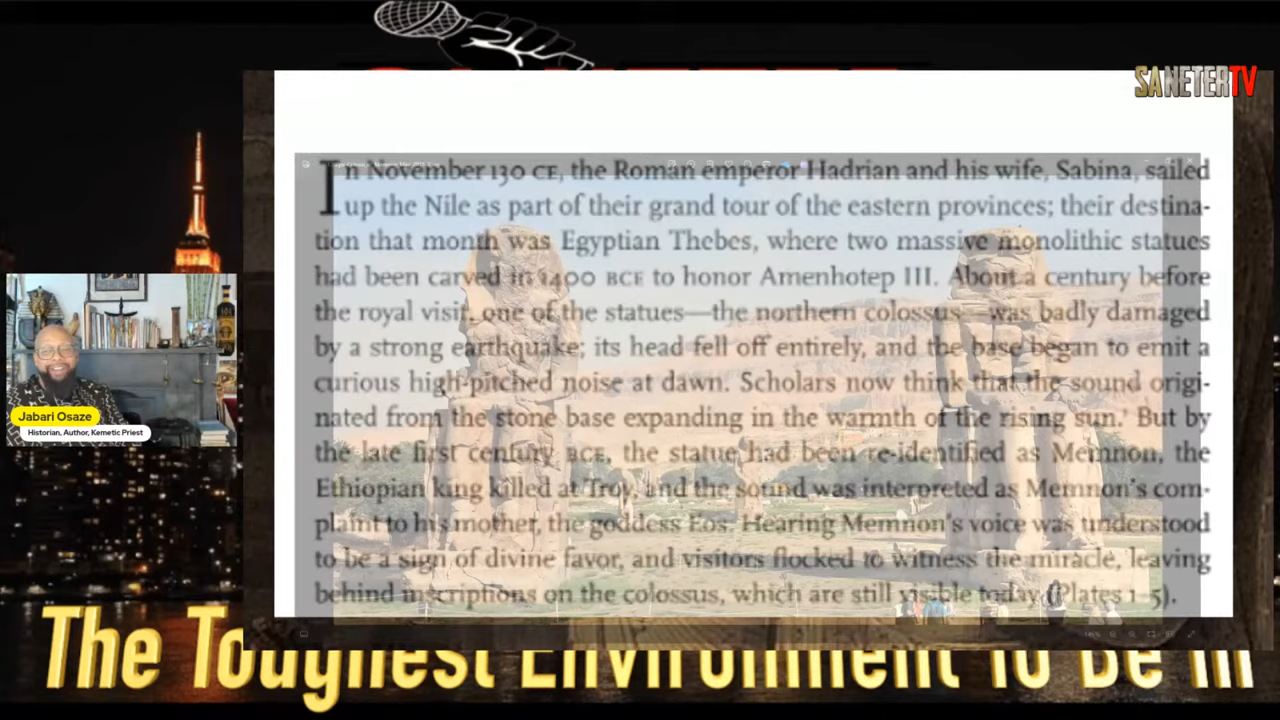 SANETERTV
In November 130 CE, the Roman emperor Hadrian and his wife, Sabina, sailed
up the Nile as part of their grand tour of the eastern provinces; their destina-
tion that month was Egyptian Thebes, where two massive monolithic statues
had been carved in 1400 BCE to honor Amenhotep III. About a century before
the royal visit, one of the statues—the northern colossus—was badly damaged
by a strong earthquake; its head fell off entirely, and the base began to emit a
curious high-pitched noise at dawn. Scholars now think that the sound origi-
nated from the stone base expanding in the warmth of the rising sun.¹ But by
the late first century BCE, the statue had been re-identified as Memnon, the
Ethiopian king killed at Troy, and the sound was interpreted as Memnon's com-
plaint to his mother, the goddess Eos. Hearing Memnon's voice was understood
to be a sign of divine favor, and visitors flocked to witness the miracle, leaving
behind inscriptions on the colossus, which are still visible today (Plates 1–5).
Jabari Osaze
Historian, Author, Kemetic Priest
The Toughest Environment To Be In